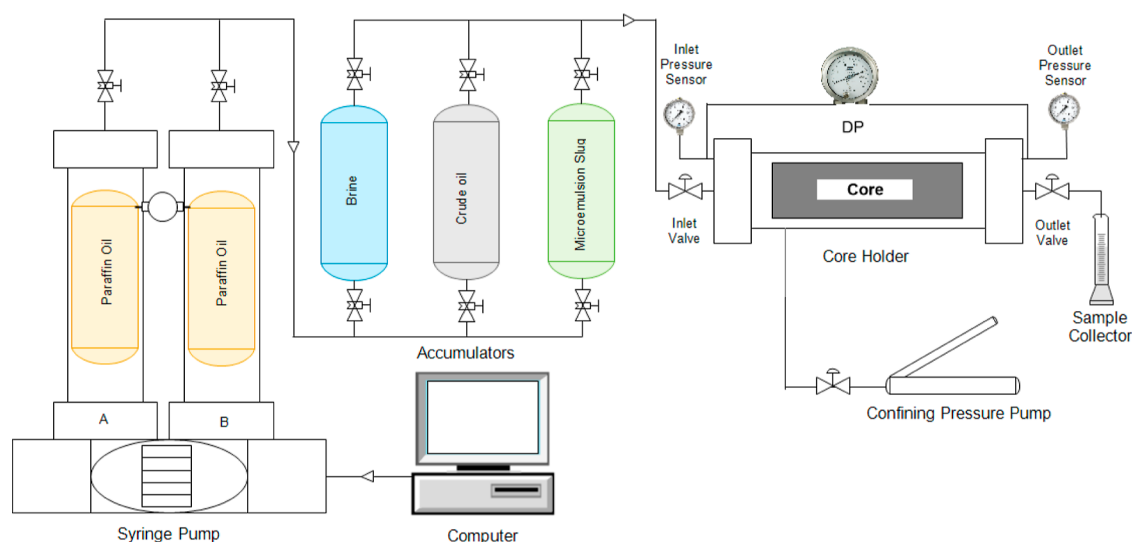 Paraffin Oil
Paraffin Oil
A
B
Syringe Pump
Brine
Crude oil
Microemulsion Slug
Accumulators
Computer
Inlet
Pressure
Sensor
DP
Outlet
Pressure
Sensor
Core
Inlet
Valve
Outlet
Valve
Core Holder
Sample
Collector
Confining Pressure Pump